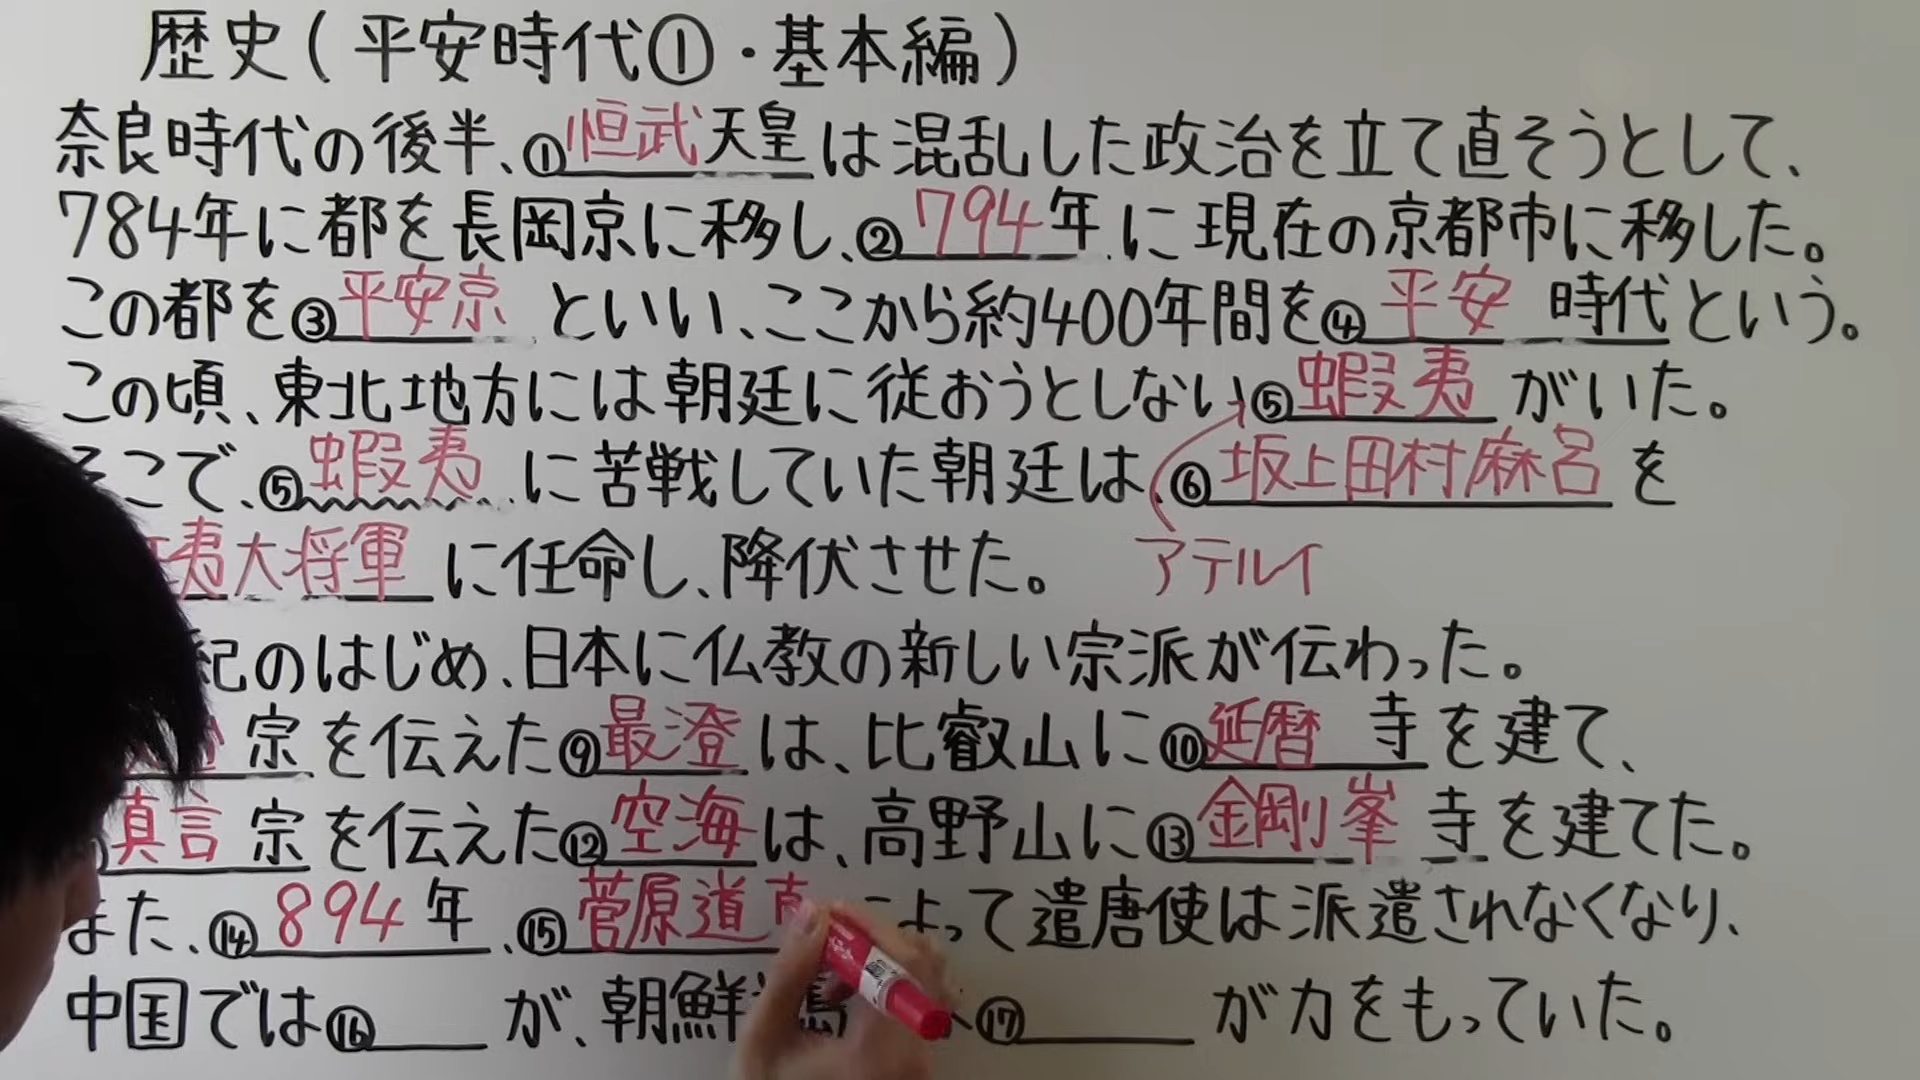 歴史(平安時代①・基本編)
奈良時代の後半、①恒武天皇は混乱した政治を立て直そうとして、
784年に都を長岡京に移し、②794年に現在の京都市に移した。
この都を③平安京といい、ここから約400年間を④平安時代という。
この頃、東北地方には朝廷に従おうとしない⑤蝦夷がいた。
そこで、⑤蝦夷に苦戦していた朝廷は、⑥坂上田村麻呂を
夷大将軍に任命し、降伏させた。 アテルイ
紀のはじめ、日本に仏教の新しい宗派が伝わった。
宗を伝えた⑨最澄は、比叡山に⑩延暦寺を建て、
真言宗を伝えた⑫空海は、高野山に⑬金剛峯寺を建てた。
また、⑭894年、⑮菅原道 よって遣唐使は派遣されなくなり、
中国では⑯ が、朝鮮 ⑰ が力をもっていた。